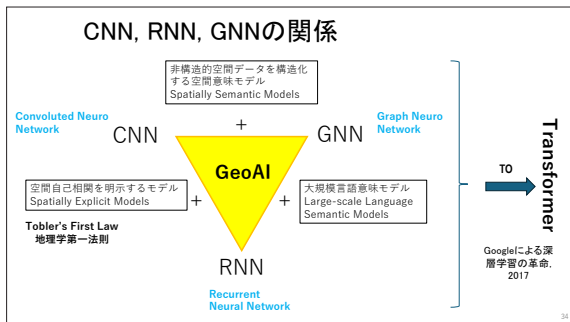 CNN, RNN, GNNの関係
非構造的空間データを構造化
する空間意味モデル
Spatially Semantic Models
Convoluted Neuro
Network
CNN
+
GNN
Graph Neuro
Network
GeoAI
空間自己相関を明示するモデル
Spatially Explicit Models
+
+
大規模言語意味モデル
Large-scale Language
Semantic Models
Tobler's First Law
地理学第一法則
RNN
Recurrent
Neural Network
TO
Transformer
Googleによる深
層学習の革命,
2017
34